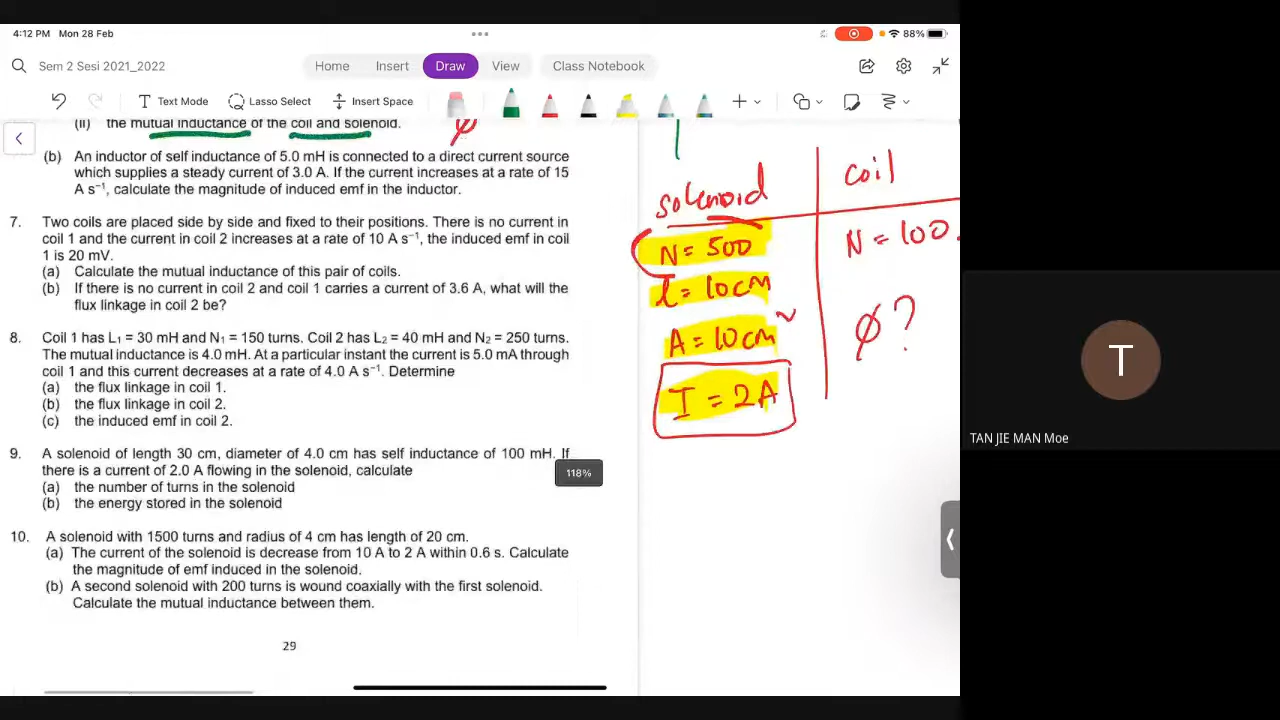 4:12 PM Mon 28 Feb
88%
Sem 2 Sesi 2021_2022
Home Insert Draw View Class Notebook
Text Mode Lasso Select Insert Space
(ii) the mutual inductance of the coil and solenoid.
ϕ
(b) An inductor of self inductance of 5.0 mH is connected to a direct current source
which supplies a steady current of 3.0 A. If the current increases at a rate of 15
A s⁻¹, calculate the magnitude of induced emf in the inductor.
7. Two coils are placed side by side and fixed to their positions. There is no current in
coil 1 and the current in coil 2 increases at a rate of 10 A s⁻¹, the induced emf in coil
1 is 20 mV.
(a) Calculate the mutual inductance of this pair of coils.
(b) If there is no current in coil 2 and coil 1 carries a current of 3.6 A, what will the
flux linkage in coil 2 be?
8. Coil 1 has L₁ = 30 mH and N₁ = 150 turns. Coil 2 has L₂ = 40 mH and N₂ = 250 turns.
The mutual inductance is 4.0 mH. At a particular instant the current is 5.0 mA through
coil 1 and this current decreases at a rate of 4.0 A s⁻¹. Determine
(a) the flux linkage in coil 1.
(b) the flux linkage in coil 2.
(c) the induced emf in coil 2.
9. A solenoid of length 30 cm, diameter of 4.0 cm has self inductance of 100 mH. If
there is a current of 2.0 A flowing in the solenoid, calculate
(a) the number of turns in the solenoid
(b) the energy stored in the solenoid
10. A solenoid with 1500 turns and radius of 4 cm has length of 20 cm.
(a) The current of the solenoid is decrease from 10 A to 2 A within 0.6 s. Calculate
the magnitude of emf induced in the solenoid.
(b) A second solenoid with 200 turns is wound coaxially with the first solenoid.
Calculate the mutual inductance between them.
29
118%
solenoid
N = 500
l = 10cm
A = 10cm²
I = 2A
coil
N = 100.
ϕ?
T
TAN JIE MAN Moe